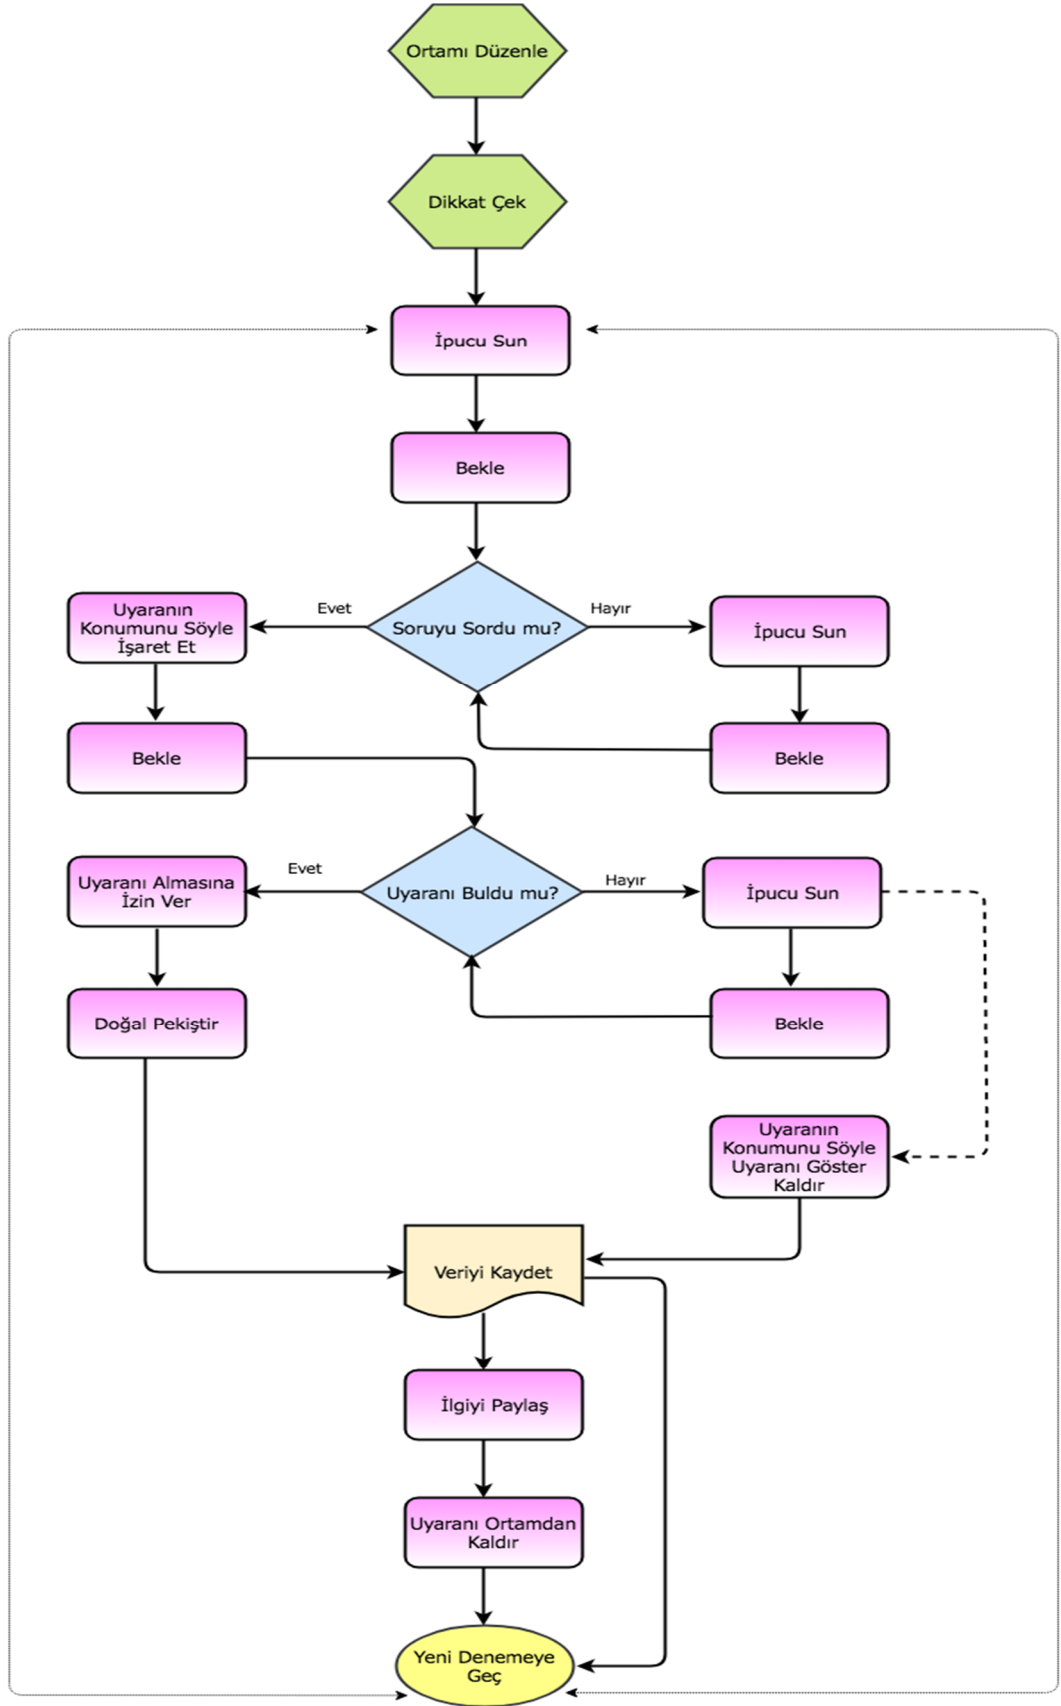 Ortamı Düzenle
Dikkat Çek
İpucu Sun
Bekle
Soruyu Sordu mu?
Evet
Hayır
Uyaranın
Konumunu Söyle
İşaret Et
İpucu Sun
Bekle
Bekle
Uyaranı Buldu mu?
Evet
Hayır
Uyaranı Almasına
İzin Ver
İpucu Sun
Doğal Pekiştir
Bekle
Uyaranın
Konumunu Söyle
Uyaranı Göster
Kaldır
Veriyi Kaydet
İlgiyi Paylaş
Uyaranı Ortamdan
Kaldır
Yeni Denemeye
Geç